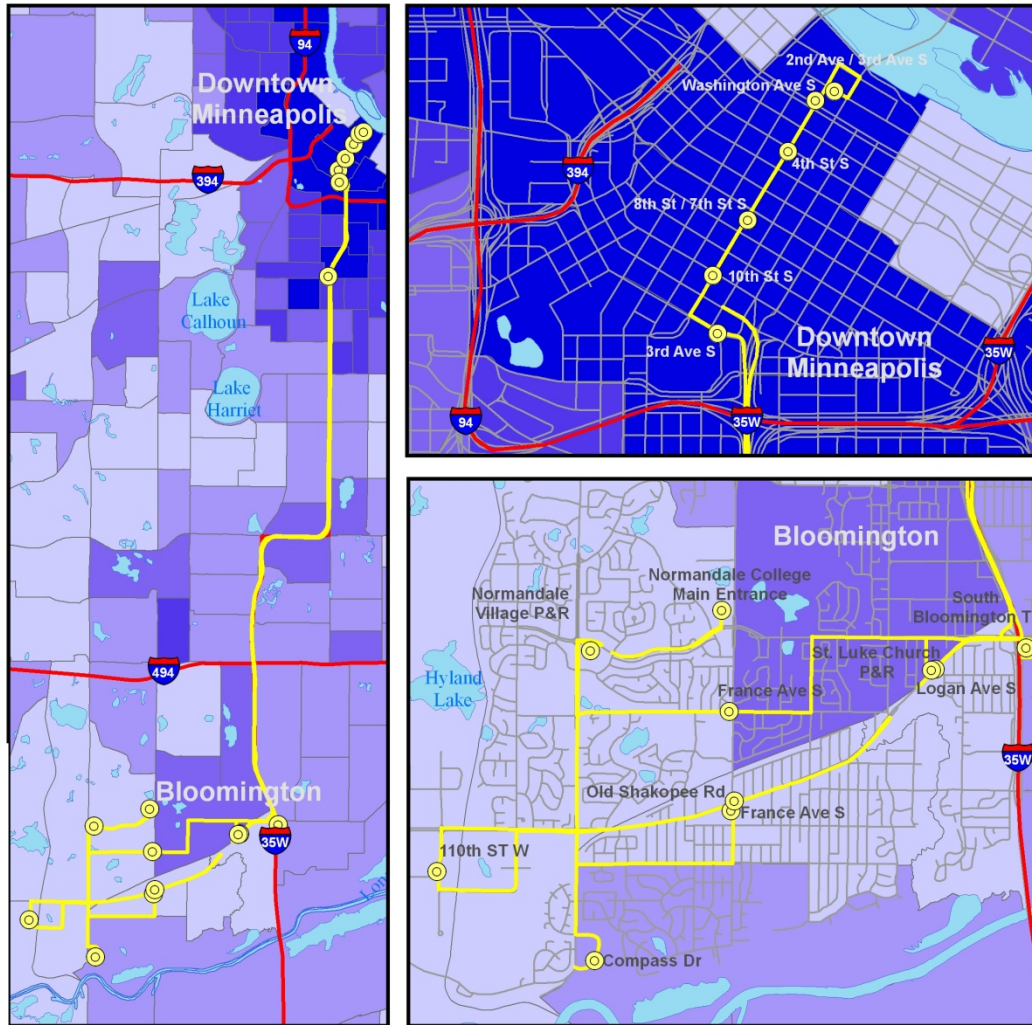 94
Downtown
Minneapolis
394
Lake
Calhoun
Lake
Harriet
494
Bloomington
35W
Lon
2nd Ave / 3rd Ave S
Washington Ave S
394
4th St S
8th St / 7th St S
10th St S
3rd Ave S
Downtown
Minneapolis
35W
94
35W
Bloomington
Normandale College
Main Entrance
Normandale
Village P&R
South
Bloomington T
St. Luke Church
P&R
Hyland
Lake
France Ave S
Logan Ave S
35W
Old Shakopee Rd
France Ave S
110th ST W
Compass Dr